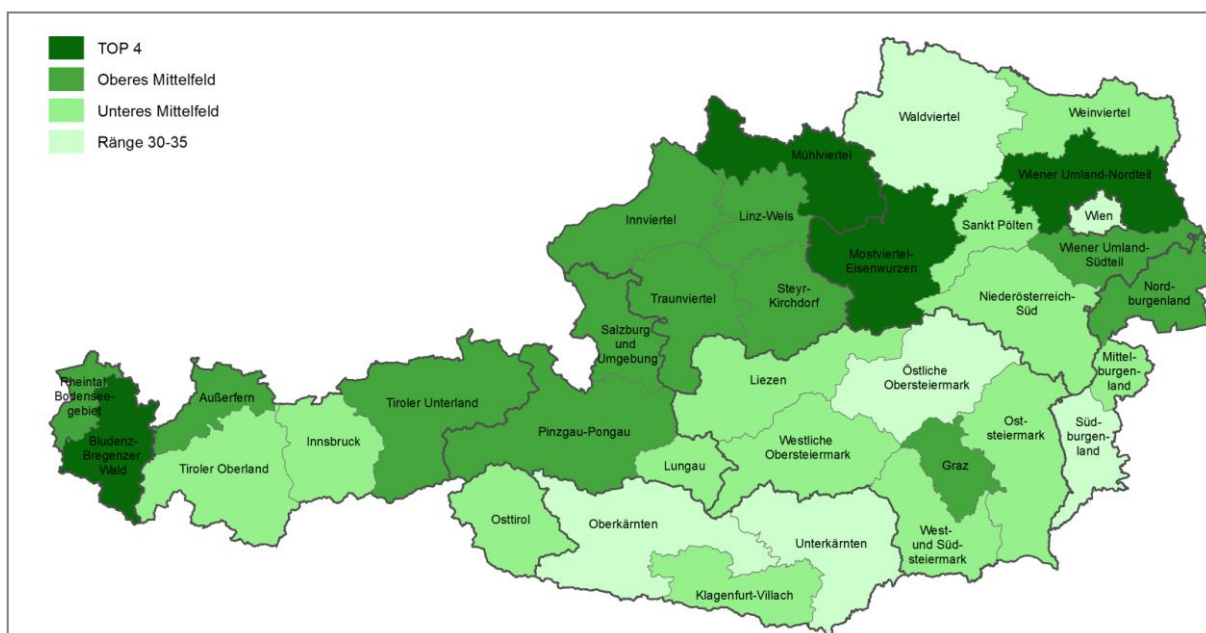 TOP 4
Oberes Mittelfeld
Unteres Mittelfeld
Ränge 30-35
Waldviertel
Weinviertel
Mühlviertel
Wiener Umland-Nordteil
Innviertel
Linz-Wels
Wien
Sankt Pölten
Mostviertel-
Eisenwurzen
Wiener Umland-
Südteil
Nord-
burgenland
Traunviertel
Steyr-
Kirchdorf
Niederösterreich-
Süd
Salzburg
und
Umgebung
Mittel-
burgen-
land
Liezen
Östliche
Obersteiermark
Rheintal-
Bodensee-
gebiet
Außerfern
Tiroler Unterland
Bludenz-
Bregenzer
Wald
Innsbruck
Pinzgau-Pongau
Tiroler Oberland
Lungau
Westliche
Obersteiermark
Ost-
steiermark
Süd-
burgen-
land
Graz
Osttirol
Oberkärnten
Unterkärnten
West-
und Süd-
steiermark
Klagenfurt-Villach